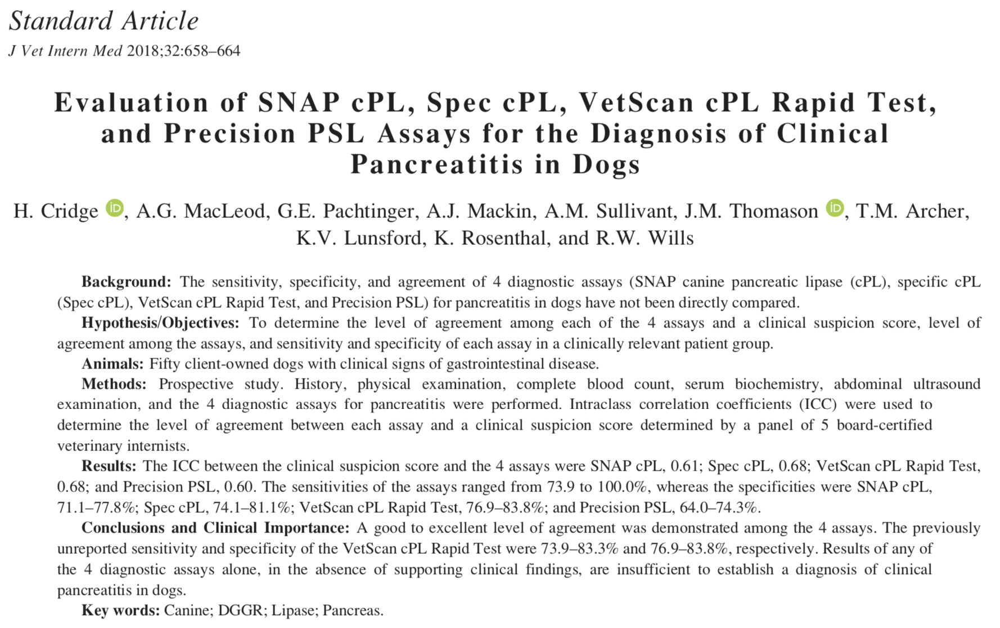 Standard Article
J Vet Intern Med 2018;32:658–664
Evaluation of SNAP cPL, Spec cPL, VetScan cPL Rapid Test,
and Precision PSL Assays for the Diagnosis of Clinical
Pancreatitis in Dogs
H. Cridge iD, A.G. MacLeod, G.E. Pachtinger, A.J. Mackin, A.M. Sullivant, J.M. Thomason iD, T.M. Archer,
K.V. Lunsford, K. Rosenthal, and R.W. Wills
Background: The sensitivity, specificity, and agreement of 4 diagnostic assays (SNAP canine pancreatic lipase (cPL), specific cPL
(Spec cPL), VetScan cPL Rapid Test, and Precision PSL) for pancreatitis in dogs have not been directly compared.
Hypothesis/Objectives: To determine the level of agreement among each of the 4 assays and a clinical suspicion score, level of
agreement among the assays, and sensitivity and specificity of each assay in a clinically relevant patient group.
Animals: Fifty client-owned dogs with clinical signs of gastrointestinal disease.
Methods: Prospective study. History, physical examination, complete blood count, serum biochemistry, abdominal ultrasound
examination, and the 4 diagnostic assays for pancreatitis were performed. Intraclass correlation coefficients (ICC) were used to
determine the level of agreement between each assay and a clinical suspicion score determined by a panel of 5 board-certified
veterinary internists.
Results: The ICC between the clinical suspicion score and the 4 assays were SNAP cPL, 0.61; Spec cPL, 0.68; VetScan cPL Rapid Test,
0.68; and Precision PSL, 0.60. The sensitivities of the assays ranged from 73.9 to 100.0%, whereas the specificities were SNAP cPL,
71.1–77.8%; Spec cPL, 74.1–81.1%; VetScan cPL Rapid Test, 76.9–83.8%; and Precision PSL, 64.0–74.3%.
Conclusions and Clinical Importance: A good to excellent level of agreement was demonstrated among the 4 assays. The previously
unreported sensitivity and specificity of the VetScan cPL Rapid Test were 73.9–83.3% and 76.9–83.8%, respectively. Results of any of
the 4 diagnostic assays alone, in the absence of supporting clinical findings, are insufficient to establish a diagnosis of clinical
pancreatitis in dogs.
Key words: Canine; DGGR; Lipase; Pancreas.